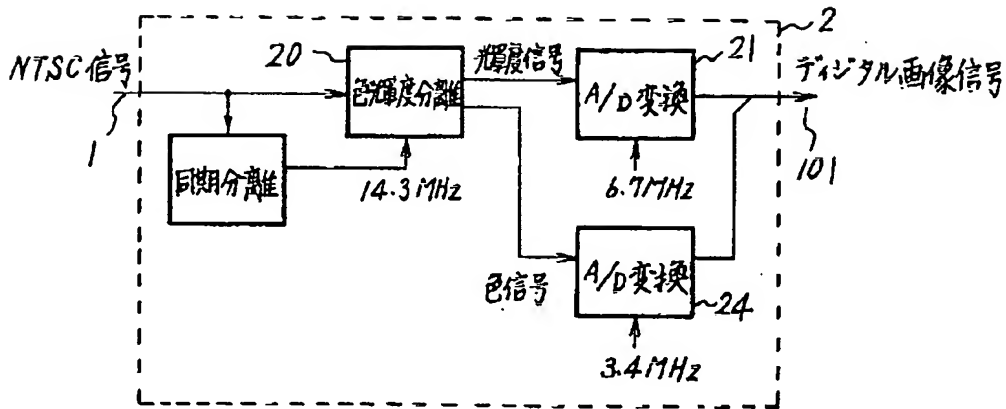 2
NTSC信号
1
20
色輝度分離
輝度信号
21
A/D変換
ディジタル画像信号
101
同期分離
14.3MHz
6.7MHz
色信号
A/D変換
24
3.4MHz